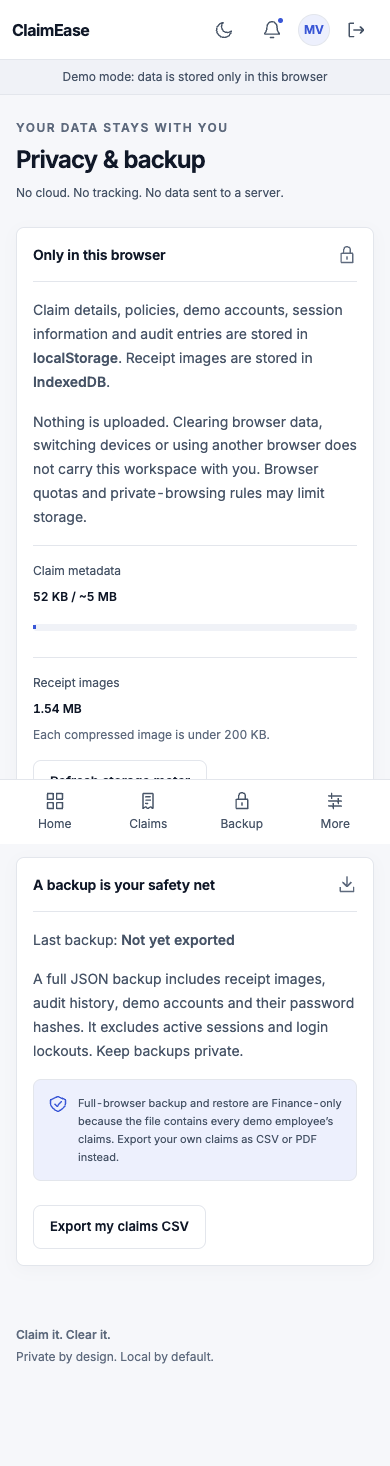 ClaimEase
MV
Demo mode: data is stored only in this browser
YOUR DATA STAYS WITH YOU
Privacy & backup
No cloud. No tracking. No data sent to a server.
Only in this browser
Claim details, policies, demo accounts, session
information and audit entries are stored in
localStorage. Receipt images are stored in
IndexedDB.
Nothing is uploaded. Clearing browser data,
switching devices or using another browser does
not carry this workspace with you. Browser
quotas and private-browsing rules may limit
storage.
Claim metadata
52 KB / ~5 MB
Receipt images
1.54 MB
Each compressed image is under 200 KB.
Refresh storage meter
Home
Claims
Backup
More
A backup is your safety net
Last backup: Not yet exported
A full JSON backup includes receipt images,
audit history, demo accounts and their password
hashes. It excludes active sessions and login
lockouts. Keep backups private.
Full-browser backup and restore are Finance-only
because the file contains every demo employee's
claims. Export your own claims as CSV or PDF
instead.
Export my claims CSV
Claim it. Clear it.
Private by design. Local by default.